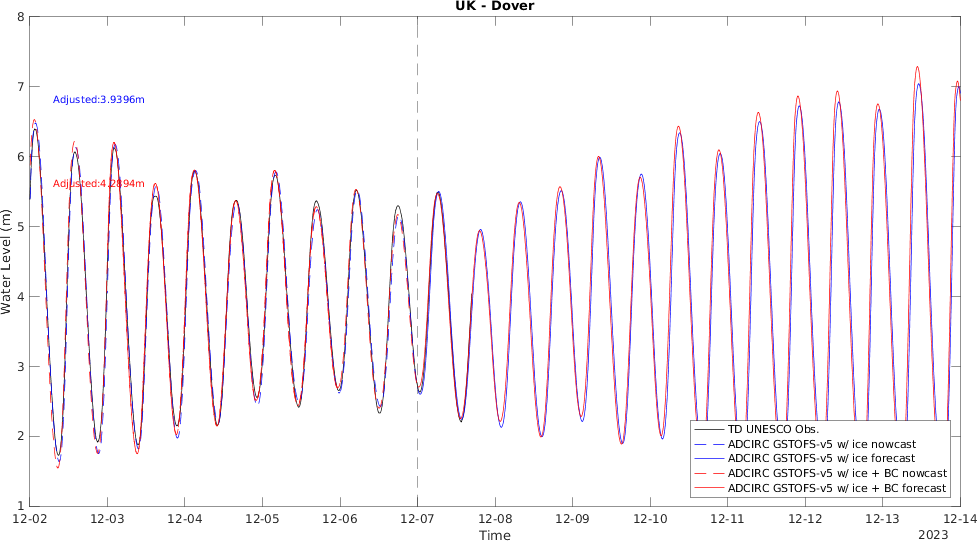 UK - Dover
8
7
6
5
4
3
2
1
Water Level (m)
Adjusted:3.9396m
Adjusted:4.2894m
TD UNESCO Obs.
ADCIRC GSTOFS-v5 w/ ice nowcast
ADCIRC GSTOFS-v5 w/ ice forecast
ADCIRC GSTOFS-v5 w/ ice + BC nowcast
ADCIRC GSTOFS-v5 w/ ice + BC forecast
12-02 12-03 12-04 12-05 12-06 12-07 12-08 12-09 12-10 12-11 12-12 12-13 12-14
Time
2023